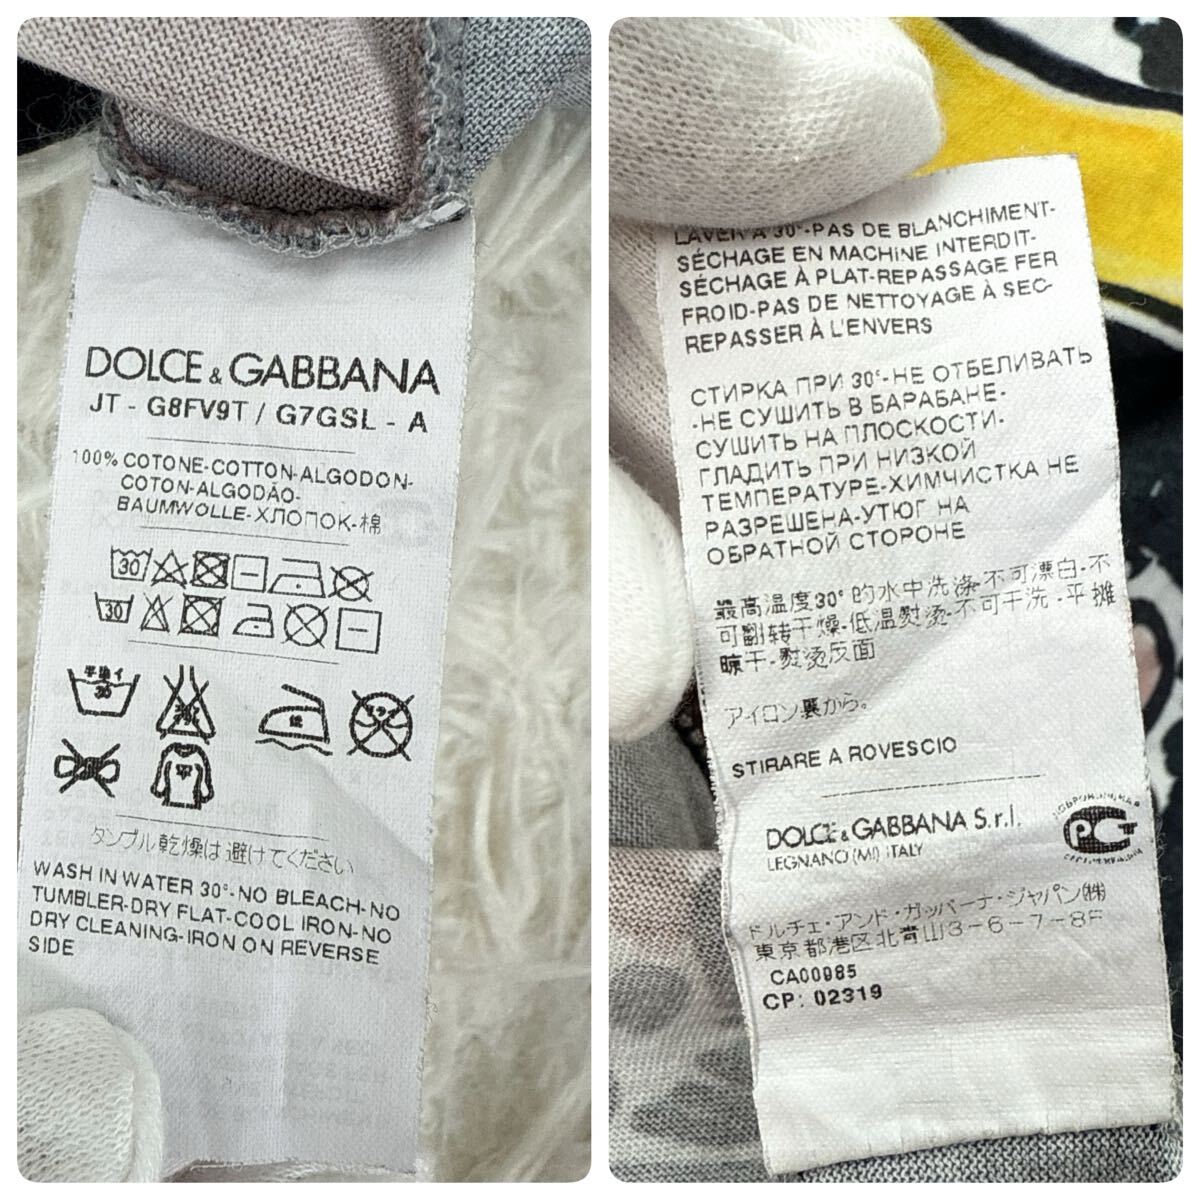 DOLCE & GABBANA
JT - G8FV9T / G7GSL - A
100% COTONE-COTTON-ALGODON-
COTON-ALGODÃO-
BAUMWOLLE-ХЛОПОК-棉
30
30
30
タンブル乾燥は避けてください
WASH IN WATER 30°-NO BLEACH-NO
TUMBLER-DRY FLAT-COOL IRON-NO
DRY CLEANING-IRON ON REVERSE
SIDE
LAVER À 30°-PAS DE BLANCHIMENT-
SÉCHAGE EN MACHINE INTERDIT-
SÉCHAGE À PLAT-REPASSAGE FER
FROID-PAS DE NETTOYAGE À SEC-
REPASSER À L'ENVERS
СТИРКА ПРИ 30°-НЕ ОТБЕЛИВАТЬ
-НЕ СУШИТЬ В БАРАБАНЕ-
СУШИТЬ НА ПЛОСКОСТИ-
ГЛАДИТЬ ПРИ НИЗКОЙ
ТЕМПЕРАТУРЕ-ХИМЧИСТКА НЕ
РАЗРЕШЕНА-УТЮГ НА
ОБРАТНОЙ СТОРОНЕ
最高温度30° 的水中洗涤-不可漂白-不
可翻转干燥-低温熨烫-不可干洗-平摊
晾干-熨烫反面
アイロン裏から。
STIRARE A ROVESCIO
DOLCE & GABBANA S.r.l.
LEGNANO (MI) ITALY
ドルチェ・アンド・ガッバーナ・ジャパン㈱
東京都港区北青山3-6-7-8F
CA00985
CP: 02319